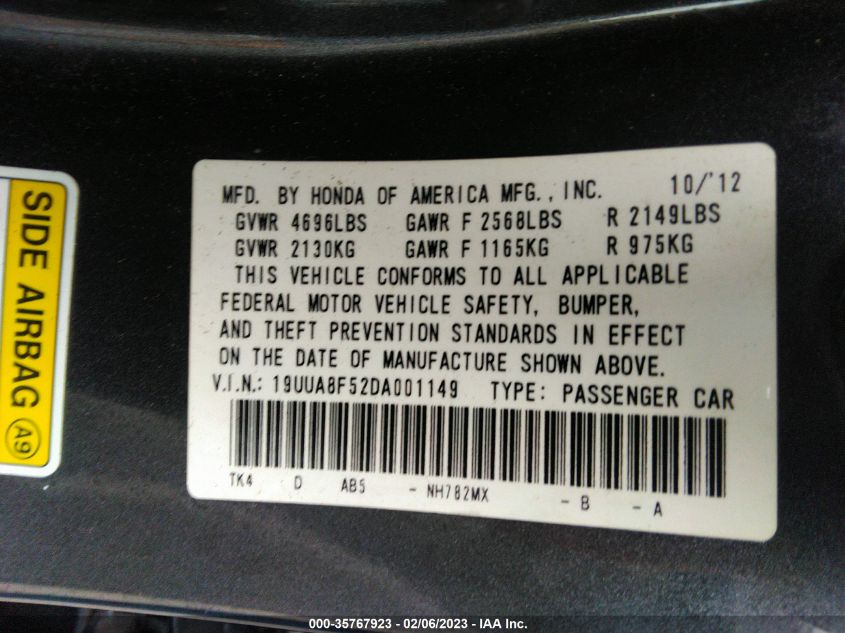 SIDE AIRBAG A9
MFD. BY HONDA OF AMERICA MFG., INC. 10/'12
GVWR 4696LBS GAWR F 2568LBS R 2149LBS
GVWR 2130KG GAWR F 1165KG R 975KG
THIS VEHICLE CONFORMS TO ALL APPLICABLE
FEDERAL MOTOR VEHICLE SAFETY, BUMPER,
AND THEFT PREVENTION STANDARDS IN EFFECT
ON THE DATE OF MANUFACTURE SHOWN ABOVE.
V.I.N.: 19UUA8F52DA001149 TYPE: PASSENGER CAR
TK4 D AB5 - NH782MX - B - A
000-35767923 - 02/06/2023 - IAA Inc.